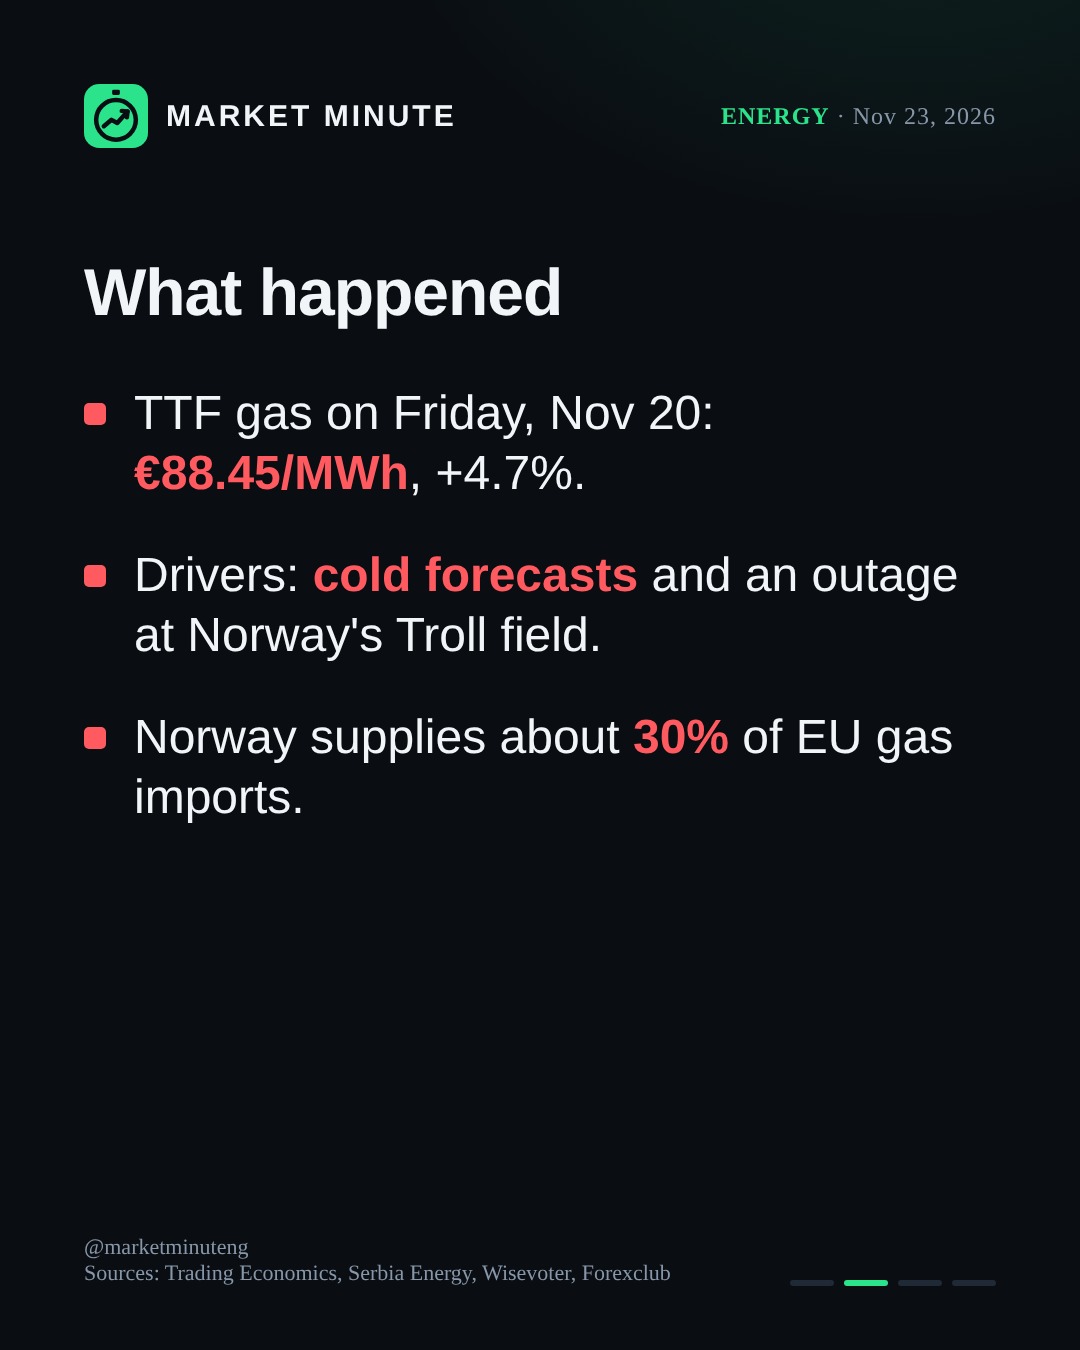 MARKET MINUTE
ENERGY · Nov 23, 2026
What happened
TTF gas on Friday, Nov 20:
€88.45/MWh, +4.7%.
Drivers: cold forecasts and an outage
at Norway's Troll field.
Norway supplies about 30% of EU gas
imports.
@marketminuteng
Sources: Trading Economics, Serbia Energy, Wisevoter, Forexclub